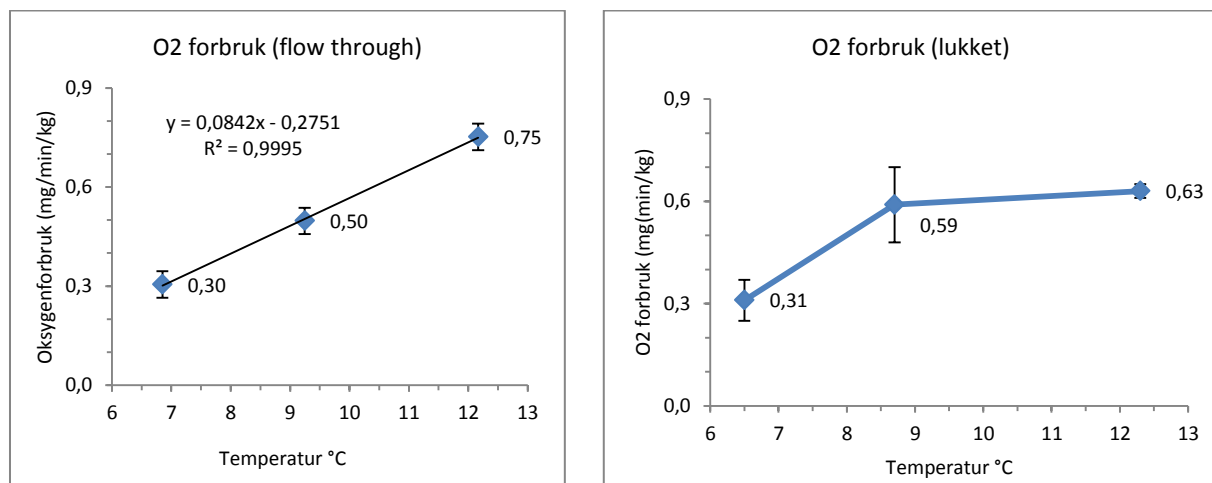 O2 forbruk (flow through)
Oksygenforbruk (mg/min/kg)
0,9
0,6
0,3
0,0
y = 0,0842x - 0,2751
R² = 0,9995
0,30
0,50
0,75
6 7 8 9 10 11 12 13
Temperatur °C
O2 forbruk (lukket)
O2 forbruk (mg(min/kg)
0,9
0,6
0,3
0,0
0,31
0,59
0,63
6 7 8 9 10 11 12 13
Temperatur °C